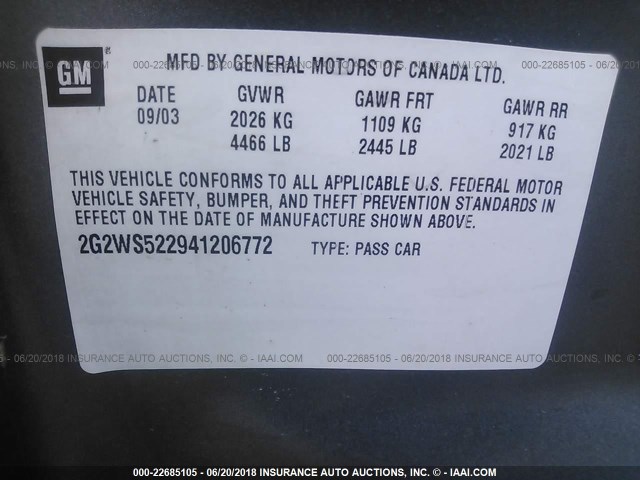 GM
MFD BY GENERAL MOTORS OF CANADA LTD.
DATE GVWR GAWR FRT GAWR RR
09/03 2026 KG 1109 KG 917 KG
4466 LB 2445 LB 2021 LB
THIS VEHICLE CONFORMS TO ALL APPLICABLE U.S. FEDERAL MOTOR
VEHICLE SAFETY, BUMPER, AND THEFT PREVENTION STANDARDS IN
EFFECT ON THE DATE OF MANUFACTURE SHOWN ABOVE.
2G2WS522941206772 TYPE: PASS CAR
000-22685105 - 06/20/2018 INSURANCE AUTO AUCTIONS, INC. © - IAAI.COM